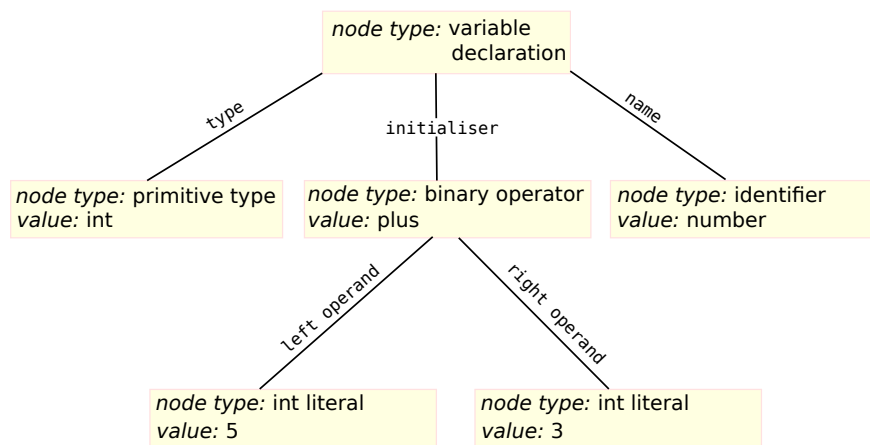 node type: variable
declaration
type
initialiser
name
node type: primitive type
value: int
node type: binary operator
value: plus
node type: identifier
value: number
left operand
right operand
node type: int literal
value: 5
node type: int literal
value: 3